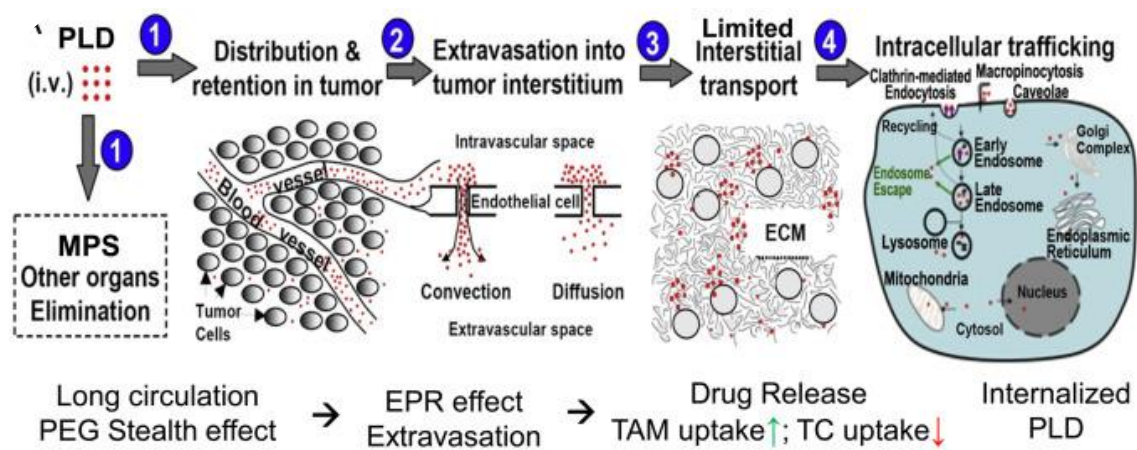 PLD
(i.v.)
1
1
MPS
Other organs
Elimination
Distribution &
retention in tumor
2
Extravasation into
tumor interstitium
3
Limited
Interstitial
transport
4
Intracellular trafficking
Blood vessel
vessel
Tumor
Cells
Intravascular space
Endothelial cell
Convection
Diffusion
Extravascular space
ECM
Clathrin-mediated
Endocytosis
Macropinocytosis
Caveolae
Recycling
Early
Endosome
Endosome
Escape
Late
Endosome
Lysosome
Golgi
Complex
Endoplasmic
Reticulum
Mitochondria
Nucleus
Cytosol
Long circulation
PEG Stealth effect
→
EPR effect
Extravasation
→
Drug Release
TAM uptake↑; TC uptake↓
Internalized
PLD